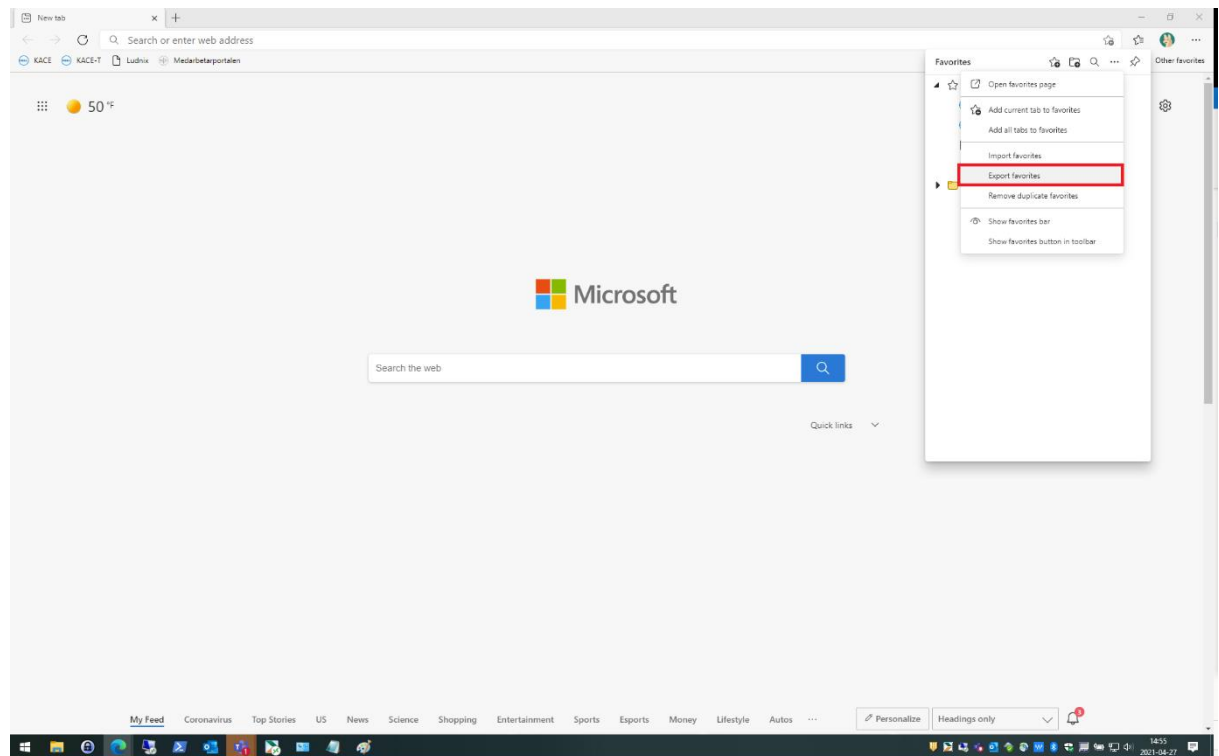 New tab
Search or enter web address
KACE KACE-T Ludnix Medarbetarportalen
Other favorites
Favorites
Open favorites page
Add current tab to favorites
Add all tabs to favorites
Import favorites
Export favorites
Remove duplicate favorites
Show favorites bar
Show favorites button in toolbar
50 °F
Microsoft
Search the web
Quick links
My Feed Coronavirus Top Stories US News Science Shopping Entertainment Sports Esports Money Lifestyle Autos ...
Personalize
Headings only
3
14:55
2021-04-27